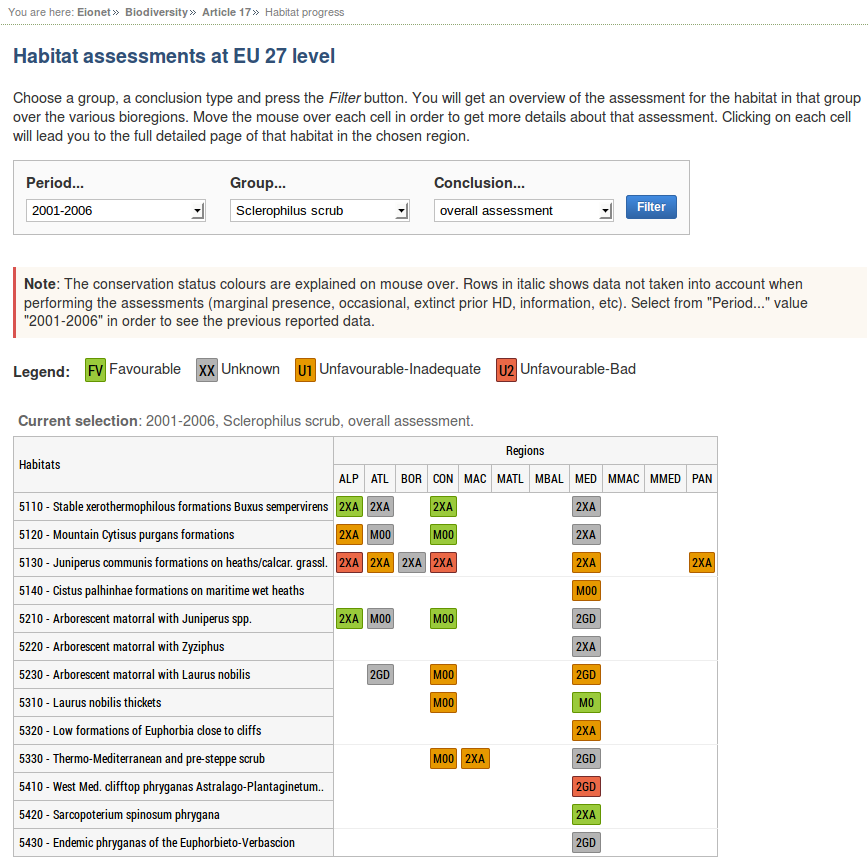 You are here: Eionet» Biodiversity» Article 17» Habitat progress
Habitat assessments at EU 27 level
Choose a group, a conclusion type and press the Filter button. You will get an overview of the assessment for the habitat in that group
over the various bioregions. Move the mouse over each cell in order to get more details about that assessment. Clicking on each cell
will lead you to the full detailed page of that habitat in the chosen region.
Period... Group... Conclusion...
2001-2006 Sclerophilus scrub overall assessment Filter
Note: The conservation status colours are explained on mouse over. Rows in italic shows data not taken into account when
performing the assessments (marginal presence, occasional, extinct prior HD, information, etc). Select from "Period..." value
"2001-2006" in order to see the previous reported data.
Legend: FV Favourable XX Unknown U1 Unfavourable-Inadequate U2 Unfavourable-Bad
Current selection: 2001-2006, Sclerophilus scrub, overall assessment.
Habitats Regions
ALP ATL BOR CON MAC MATL MBAL MED MMAC MMED PAN
5110 - Stable xerothermophilous formations Buxus sempervirens 2XA 2XA 2XA 2XA
5120 - Mountain Cytisus purgans formations 2XA M00 M00 2XA
5130 - Juniperus communis formations on heaths/calcar. grassl. 2XA 2XA 2XA 2XA 2XA 2XA
5140 - Cistus palhinhae formations on maritime wet heaths M00
5210 - Arborescent matorral with Juniperus spp. 2XA M00 M00 2GD
5220 - Arborescent matorral with Zyziphus 2XA
5230 - Arborescent matorral with Laurus nobilis 2GD M00 2GD
5310 - Laurus nobilis thickets M00 M0
5320 - Low formations of Euphorbia close to cliffs 2XA
5330 - Thermo-Mediterranean and pre-steppe scrub M00 2XA 2GD
5410 - West Med. clifftop phryganas Astralago-Plantaginetum.. 2GD
5420 - Sarcopoterium spinosum phrygana 2XA
5430 - Endemic phryganas of the Euphorbieto-Verbascion 2GD